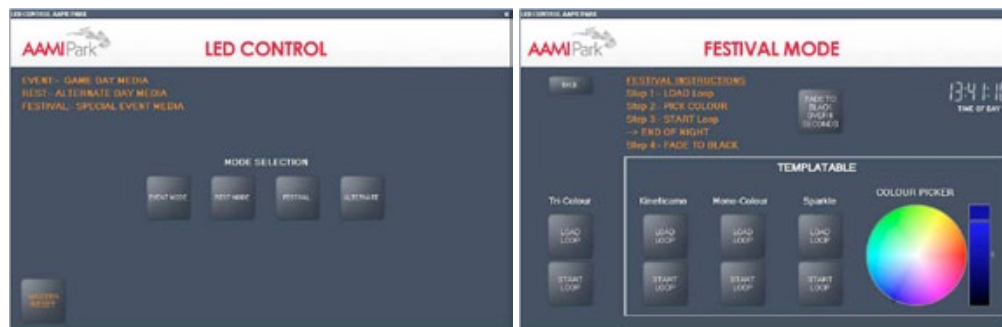 LED CONTROL AAMI PARK
AAMI Park
LED CONTROL
EVENT:- GAME DAY MEDIA
REST:- ALTERNATE DAY MEDIA
FESTIVAL:- SPECIAL EVENT MEDIA
MODE SELECTION
EVENT MODE
REST MODE
FESTIVAL
ALTERNATE
MASTER
RESET
LED CONTROL AAMI PARK
AAMI Park
FESTIVAL MODE
BACK
FESTIVAL INSTRUCTIONS
Step 1:- LOAD Loop
Step 2:- PICK COLOUR
Step 3:- START Loop
--> END OF NIGHT
Step 4:- FADE TO BLACK
FADE TO
BLACK
OVER 8
SECONDS
TIME OF DAY
TEMPLATABLE
Tri-Colour
Kineticamo
Mono-Colour
Sparkle
COLOUR PICKER
LOAD
LOOP
LOAD
LOOP
LOAD
LOOP
LOAD
LOOP
START
LOOP
START
LOOP
START
LOOP
START
LOOP